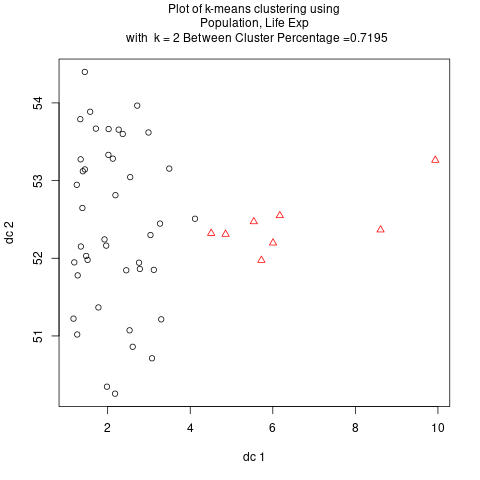 Plot of k-means clustering using
Population, Life Exp
with  k = 2 Between Cluster Percentage =0.7195
54
53
52
51
dc 2
2
4
6
8
10
dc 1